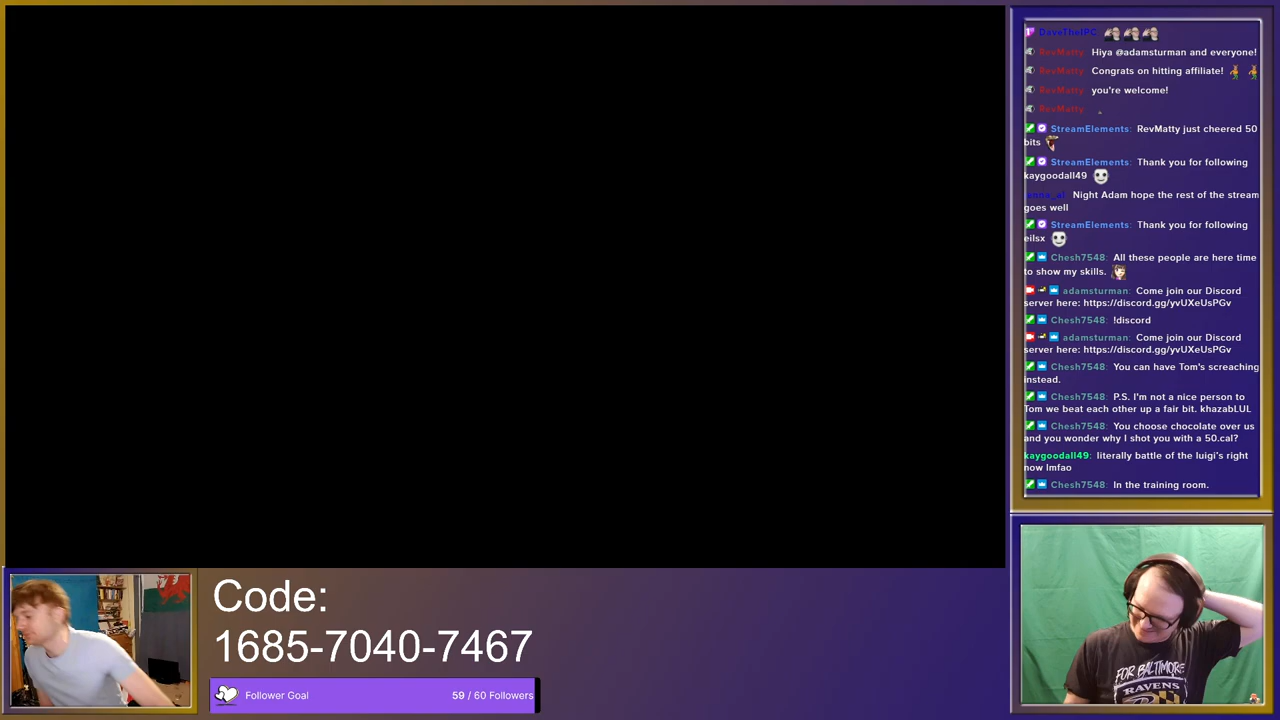 DaveTheIPC
RevMatty: Hiya @adamsturman and everyone!
RevMatty: Congrats on hitting affiliate!
RevMatty: you're welcome!
RevMatty:
StreamElements: RevMatty just cheered 50
bits
StreamElements: Thank you for following
kaygoodall49
Night Adam hope the rest of the stream
goes well
StreamElements: Thank you for following
eilsx
Chesh7548: All these people are here time
to show my skills.
adamsturman: Come join our Discord
server here: https://discord.gg/yvUXeUsPGv
Chesh7548: !discord
adamsturman: Come join our Discord
server here: https://discord.gg/yvUXeUsPGv
Chesh7548: You can have Tom's screaching
instead.
Chesh7548: P.S. I'm not a nice person to
Tom we beat each other up a fair bit. khazabLUL
Chesh7548: You choose chocolate over us
and you wonder why I shot you with a 50.cal?
kaygoodall49: literally battle of the luigi's right
now lmfao
Chesh7548: In the training room.
Code:
1685-7040-7467
Follower Goal 59 / 60 Followers
FOR BALTIMORE
RAVENS